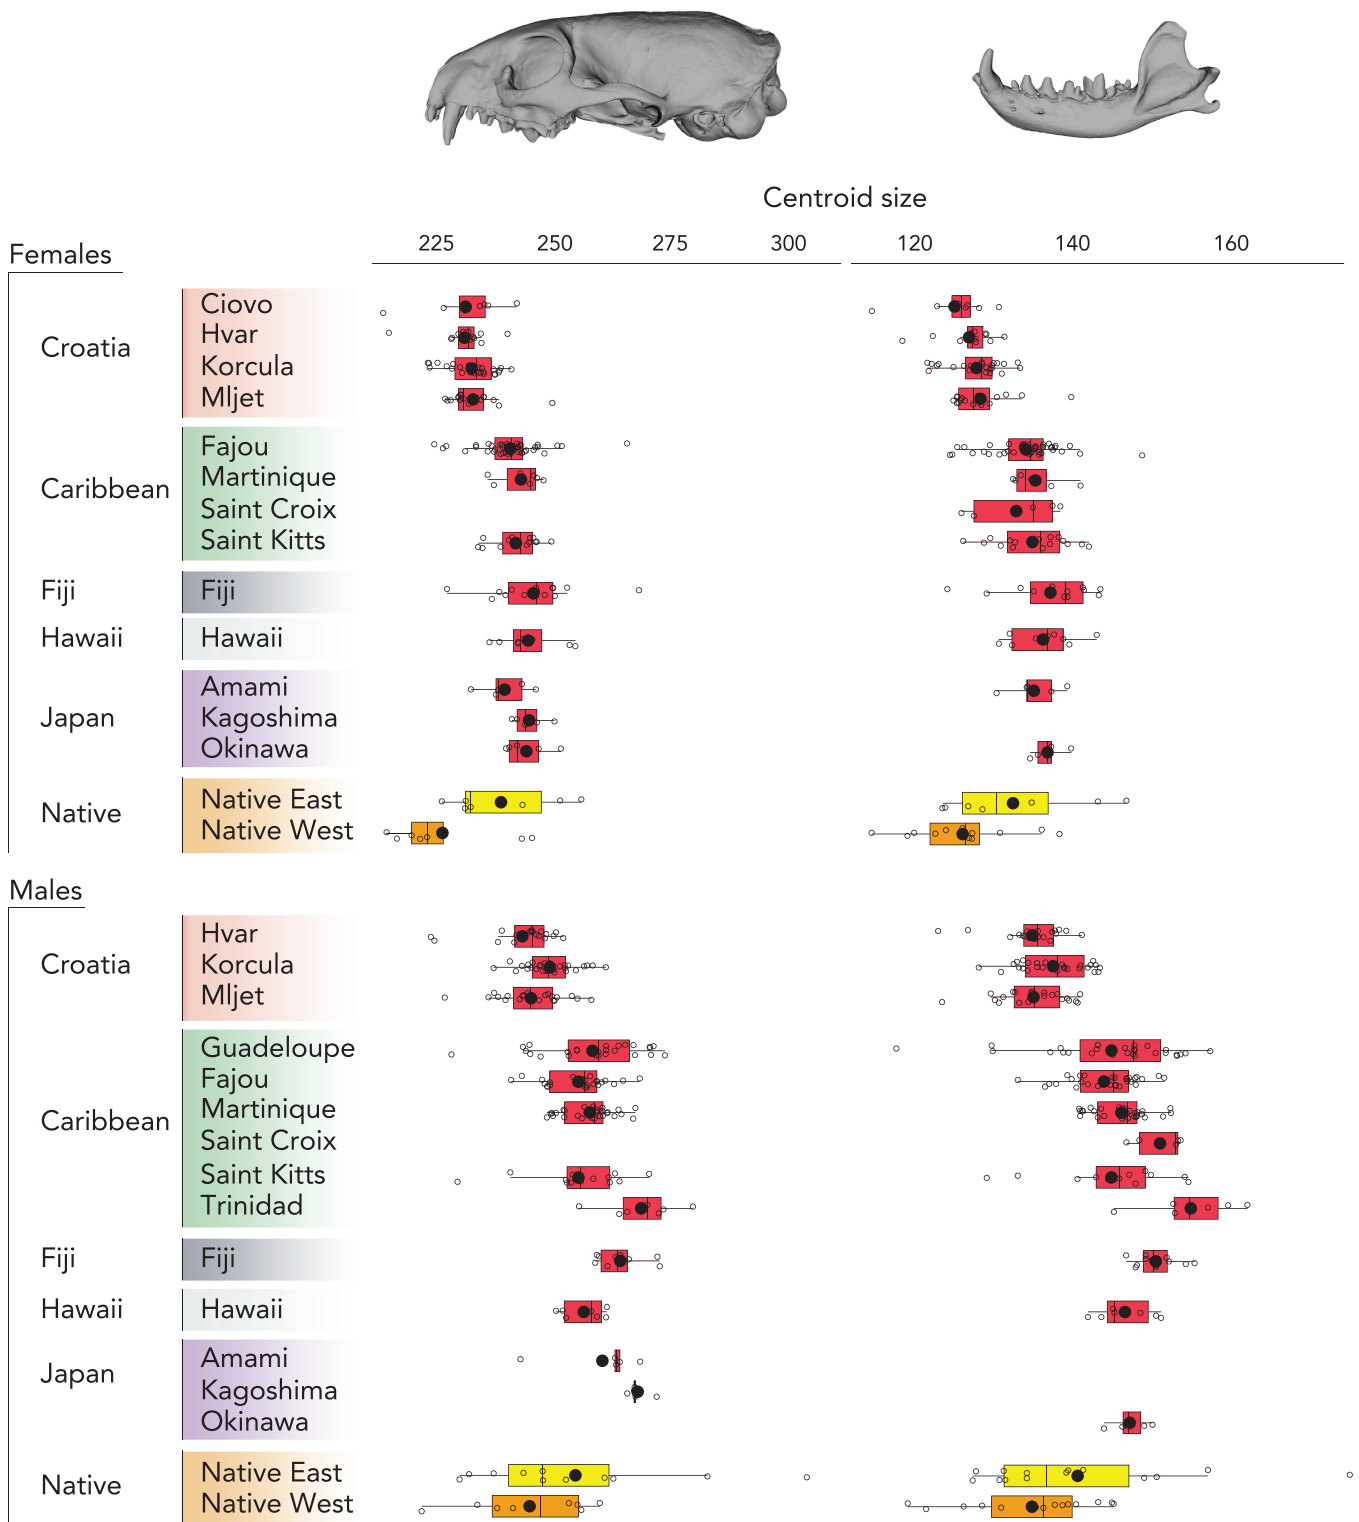 Centroid size
225 250 275 300 120 140 160
Females
Croatia
Ciovo
Hvar
Korcula
Mljet
Caribbean
Fajou
Martinique
Saint Croix
Saint Kitts
Fiji
Fiji
Hawaii
Hawaii
Japan
Amami
Kagoshima
Okinawa
Native
Native East
Native West
Males
Croatia
Hvar
Korcula
Mljet
Caribbean
Guadeloupe
Fajou
Martinique
Saint Croix
Saint Kitts
Trinidad
Fiji
Fiji
Hawaii
Hawaii
Japan
Amami
Kagoshima
Okinawa
Native
Native East
Native West